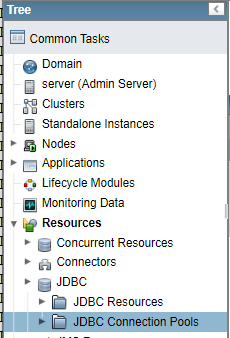 Tree
Common Tasks
Domain
server (Admin Server)
Clusters
Standalone Instances
Nodes
Applications
Lifecycle Modules
Monitoring Data
Resources
Concurrent Resources
Connectors
JDBC
JDBC Resources
JDBC Connection Pools